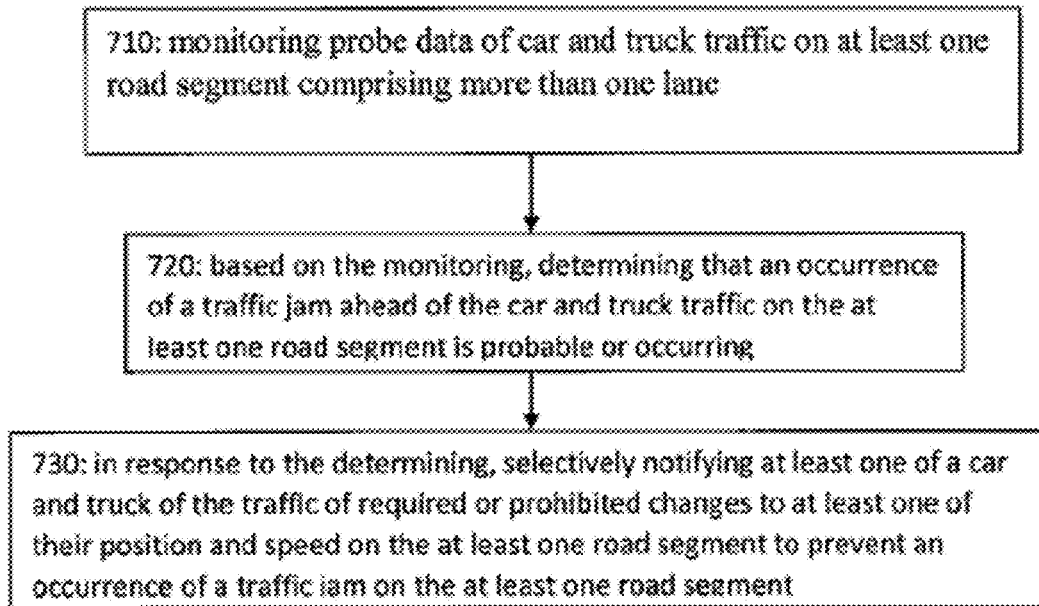 710: monitoring probe data of car and truck traffic on at least one
road segment comprising more than one lane
720: based on the monitoring, determining that an occurrence
of a traffic jam ahead of the car and truck traffic on the at
least one road segment is probable or occurring
730: in response to the determining, selectively notifying at least one of a car
and truck of the traffic of required or prohibited changes to at least one of
their position and speed on the at least one road segment to prevent an
occurrence of a traffic jam on the at least one road segment